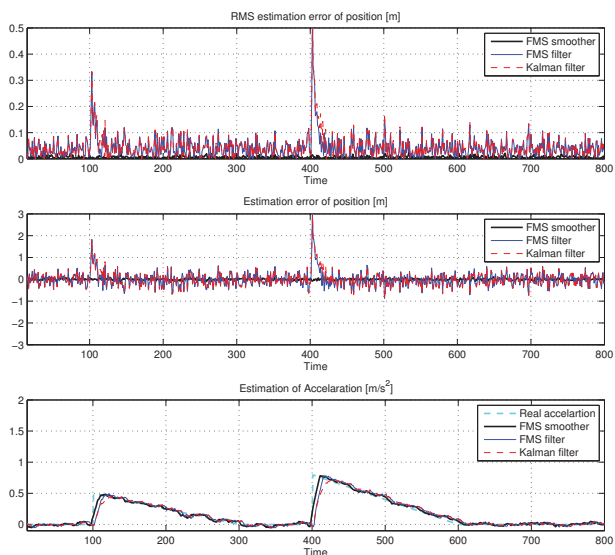 RMS estimation error of position [m]
0.5
0.4
0.3
0.2
0.1
0
FMS smoother
FMS filter
Kalman filter
100 200 300 400 500 600 700 800
Time
Estimation error of position [m]
3
2
1
0
−1
−2
−3
FMS smoother
FMS filter
Kalman filter
100 200 300 400 500 600 700 800
Time
Estimation of Accelaration [m/s²]
2
1.5
1
0.5
0
Real accelartion
FMS smoother
FMS filter
Kalman filter
100 200 300 400 500 600 700 800
Time